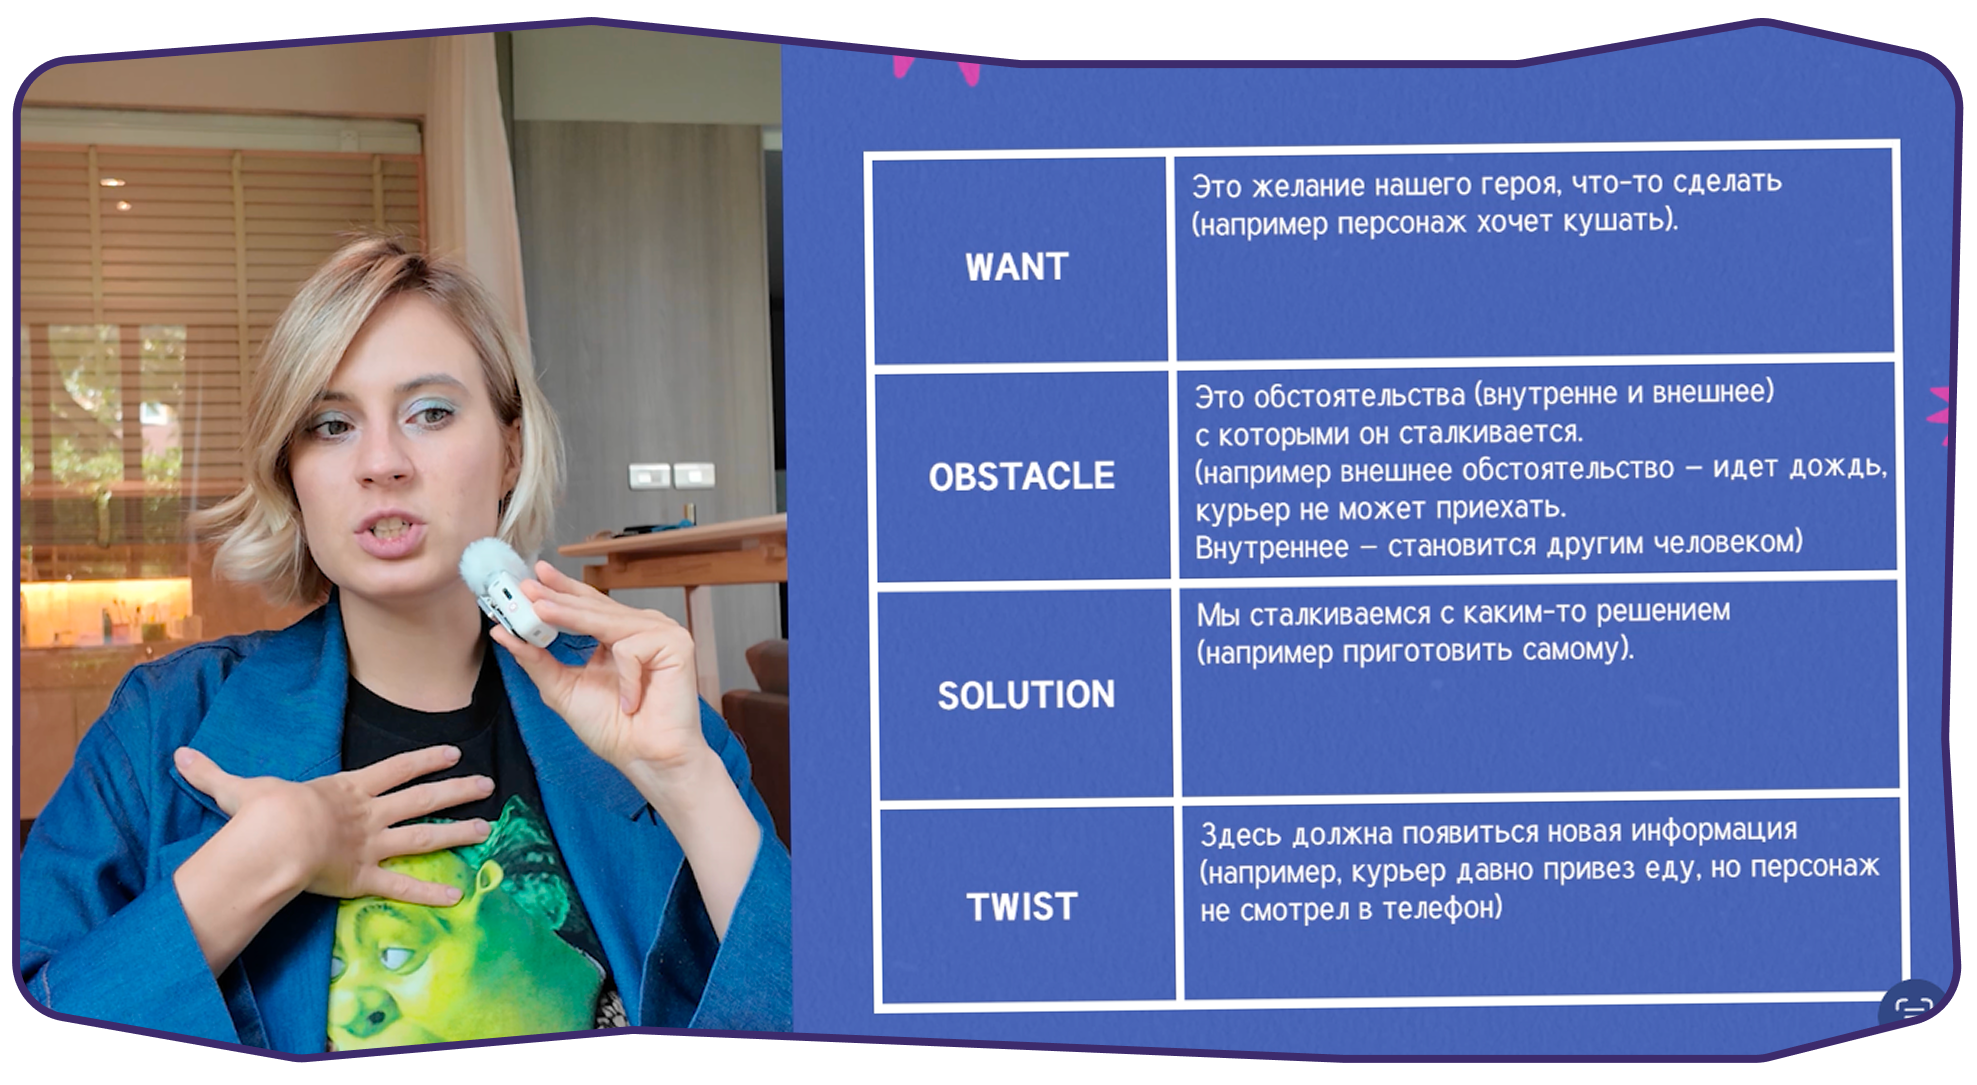 WANT
Это желание нашего героя, что-то сделать
(например персонаж хочет кушать).
OBSTACLE
Это обстоятельства (внутренне и внешнее)
с которыми он сталкивается.
(например внешнее обстоятельство – идет дождь,
курьер не может приехать.
Внутреннее – становится другим человеком)
SOLUTION
Мы сталкиваемся с каким-то решением
(например приготовить самому).
TWIST
Здесь должна появиться новая информация
(например, курьер давно привез еду, но персонаж
не смотрел в телефон)